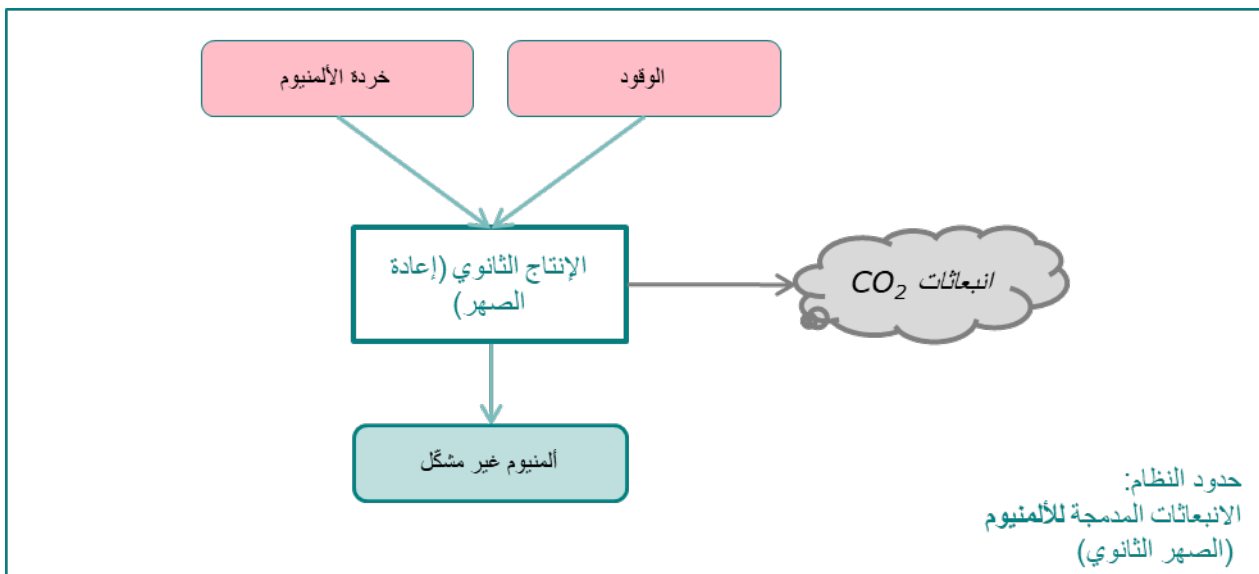 خردة الألمنيوم
الوقود
الإنتاج الثانوي (إعادة
الصهر)
انبعاثات CO₂
ألمنيوم غير مشكّل
حدود النظام:
الانبعاثات المدمجة للألمنيوم
(الصهر الثانوي)